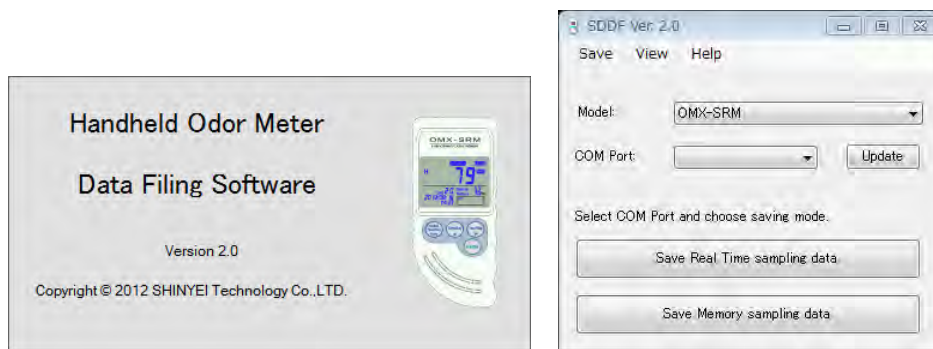 Handheld Odor Meter
Data Filing Software
Version 2.0
Copyright © 2012 SHINYEI Technology Co.,LTD.
OMX-SRM
79
SDDF Ver. 2.0
Save View Help
Model: OMX-SRM
COM Port: Update
Select COM Port and choose saving mode.
Save Real Time sampling data
Save Memory sampling data